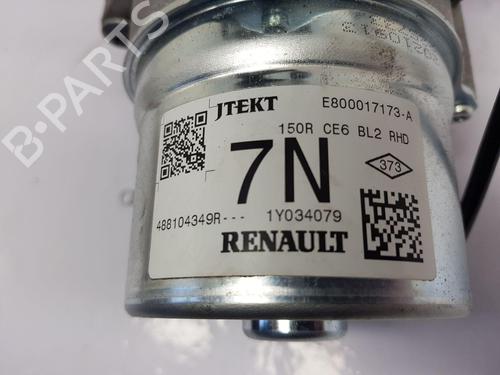 JTEKT E800017173-A
150R CE6 BL2 RHD
7N
373
488104349R--- 1Y034079
RENAULT
B-PARTS